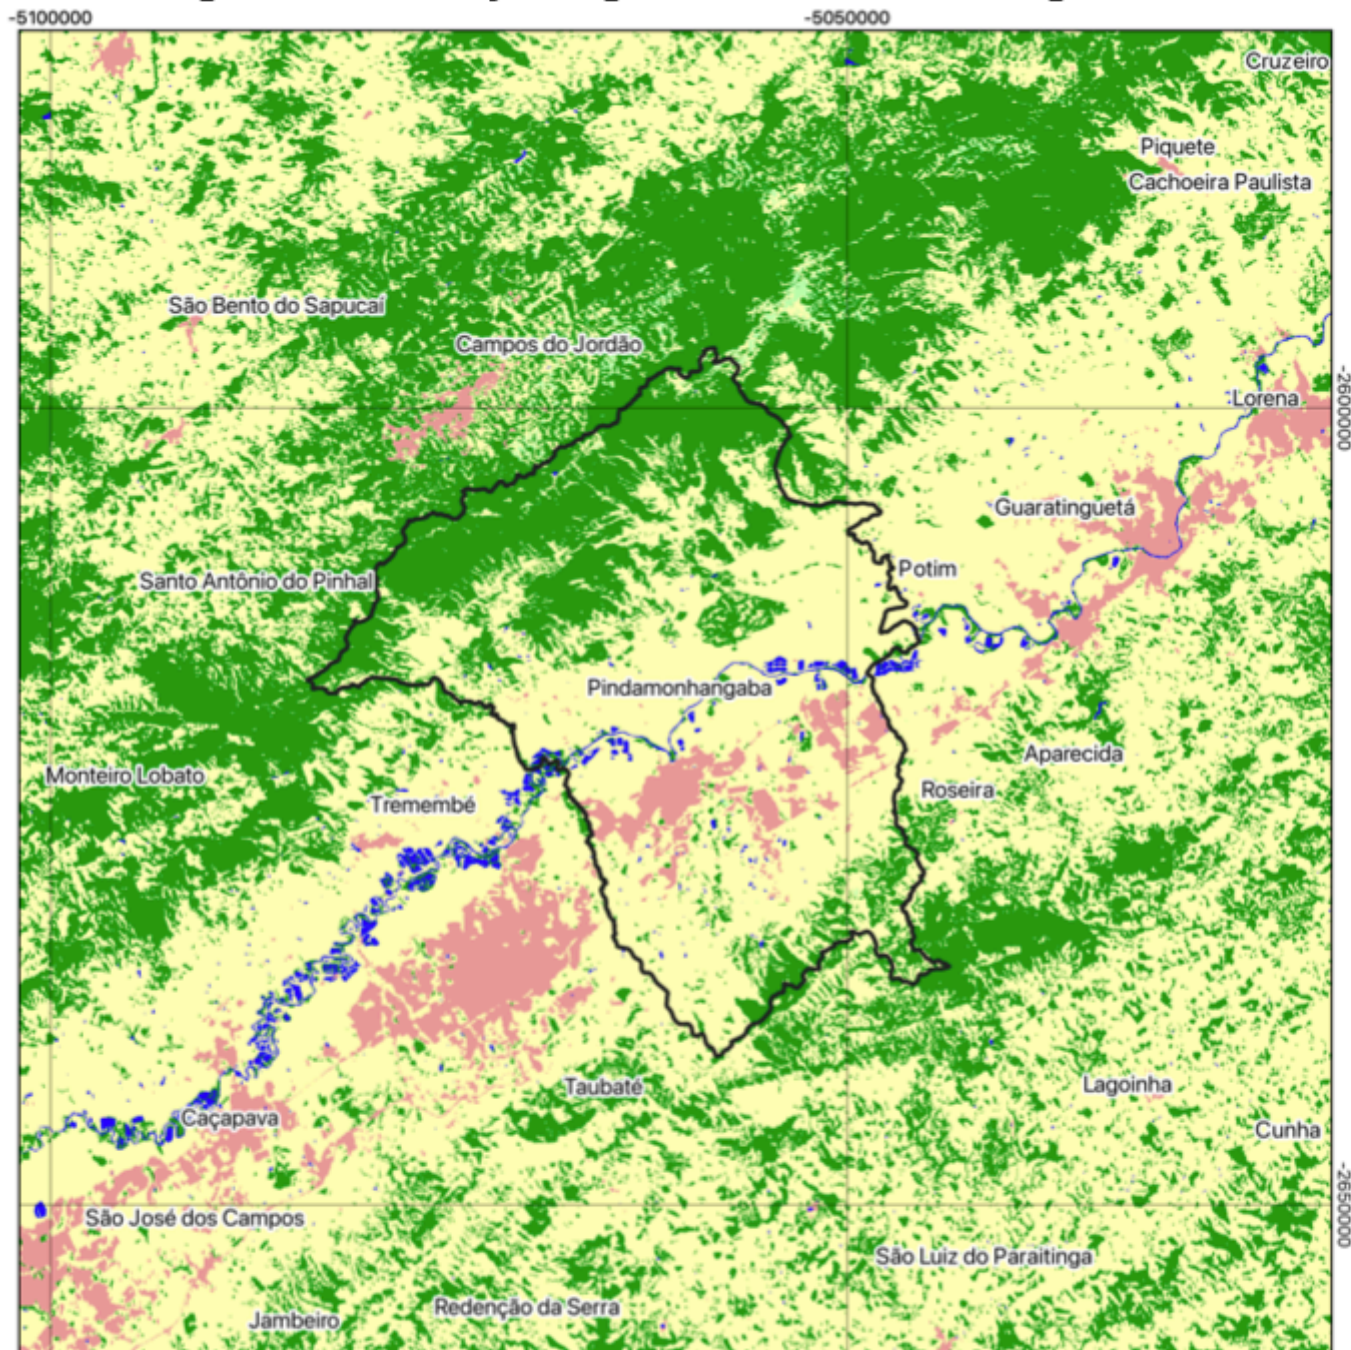 -5100000
-5050000
Cruzeiro
Piquete
Cachoeira Paulista
São Bento do Sapucaí
Campos do Jordão
-2600000
Lorena
Guaratinguetá
Potim
Santo Antônio do Pinhal
Pindamonhangaba
Aparecida
Monteiro Lobato
Roseira
Tremembé
Taubaté
Lagoinha
Caçapava
Cunha
-2650000
São José dos Campos
São Luiz do Paraitinga
Redenção da Serra
Jambeiro